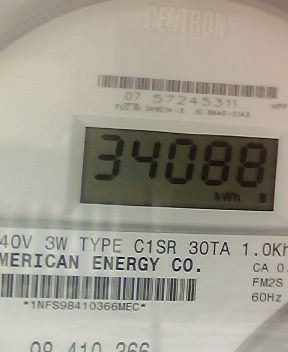 CENTRON®
07 57245311
34088
kWh
40V 3W TYPE C1SR 30TA 1.0Kh
MERICAN ENERGY CO.
CA 0.
FM2S
60Hz
*1NFS98410366MEC*
98 410 366